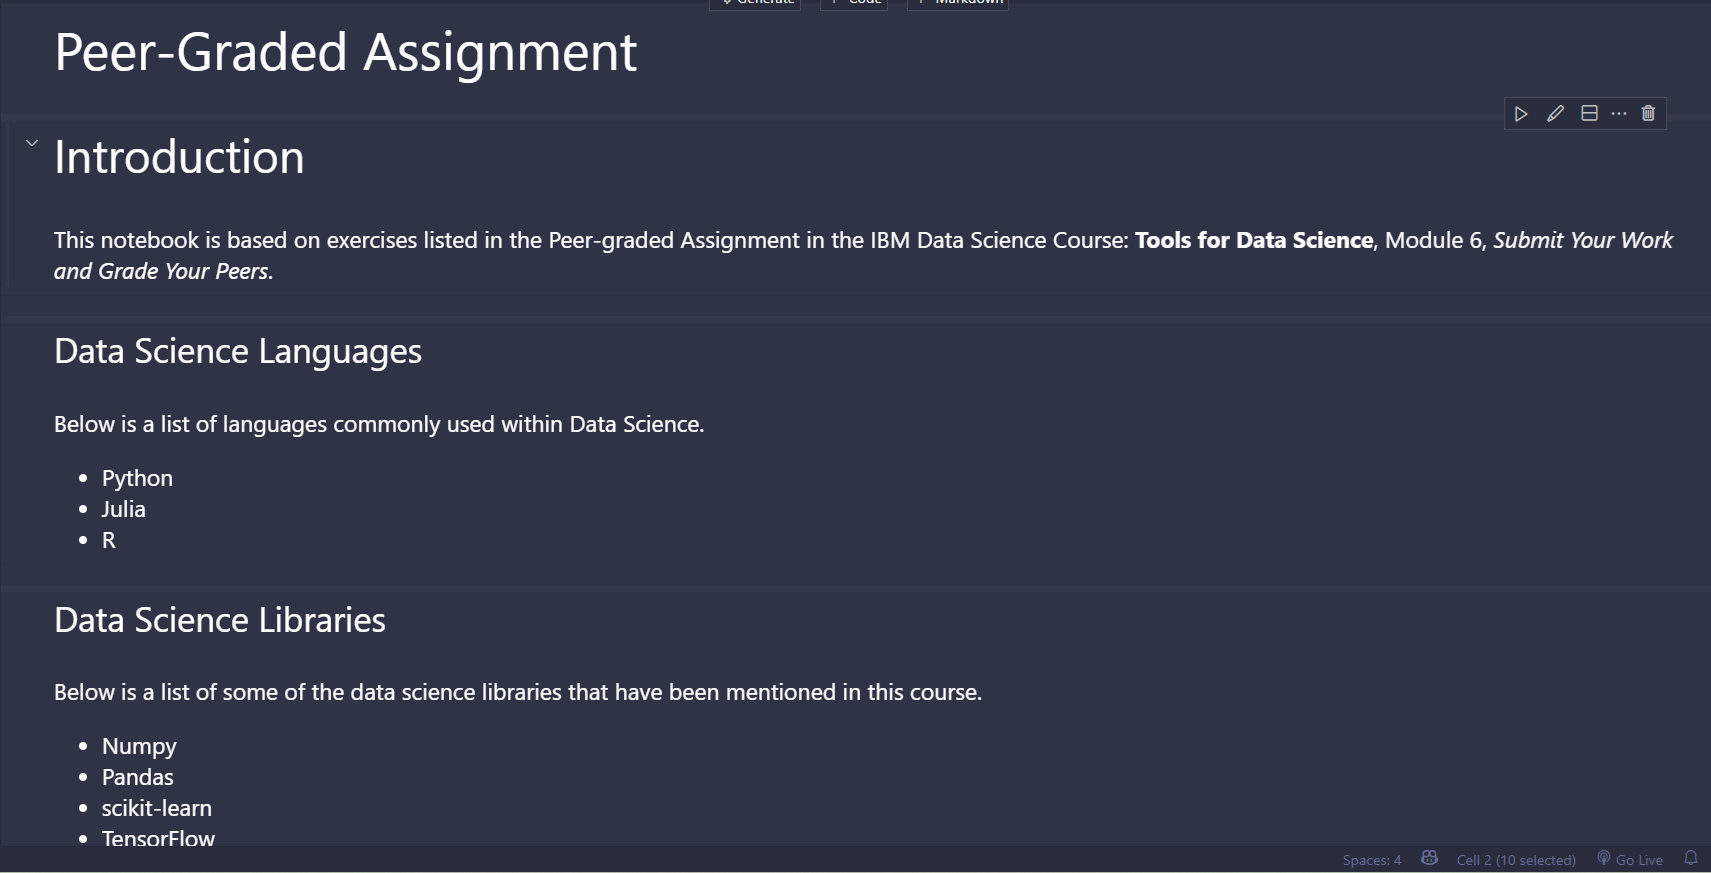 Generate Code Markdown
Peer-Graded Assignment
Introduction
This notebook is based on exercises listed in the Peer-graded Assignment in the IBM Data Science Course: Tools for Data Science, Module 6, Submit Your Work
and Grade Your Peers.
Data Science Languages
Below is a list of languages commonly used within Data Science.
Python
Julia
R
Data Science Libraries
Below is a list of some of the data science libraries that have been mentioned in this course.
Numpy
Pandas
scikit-learn
TensorFlow
Spaces: 4 Cell 2 (10 selected) Go Live